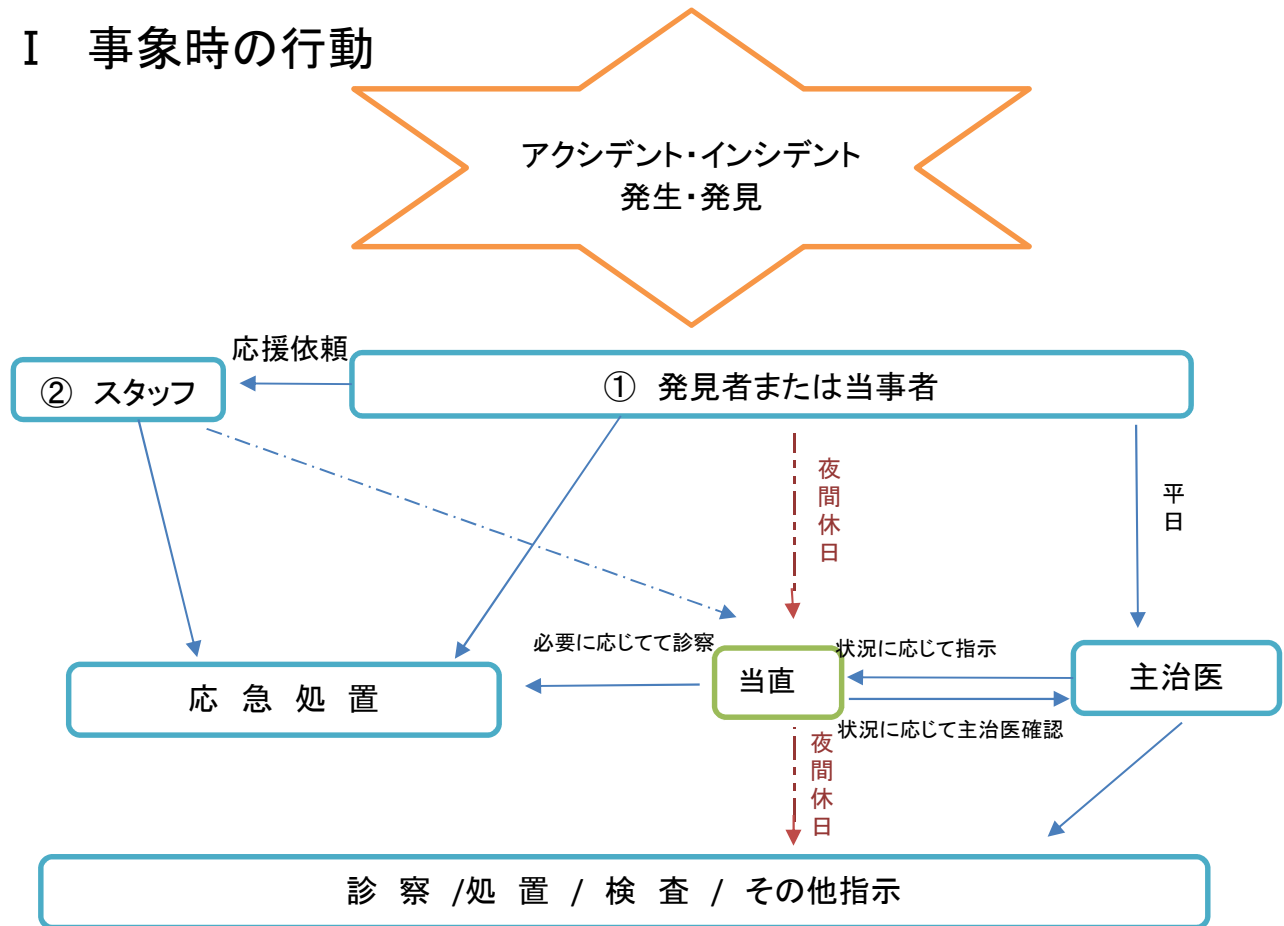 Ⅰ 事象時の行動
アクシデント・インシデント
発生・発見
応援依頼
② スタッフ
① 発見者または当事者
夜間休日
平日
必要に応じてて診察
状況に応じて指示
応 急 処 置
当直
主治医
状況に応じて主治医確認
夜間休日
診 察 /処 置 / 検 査 / その他指示